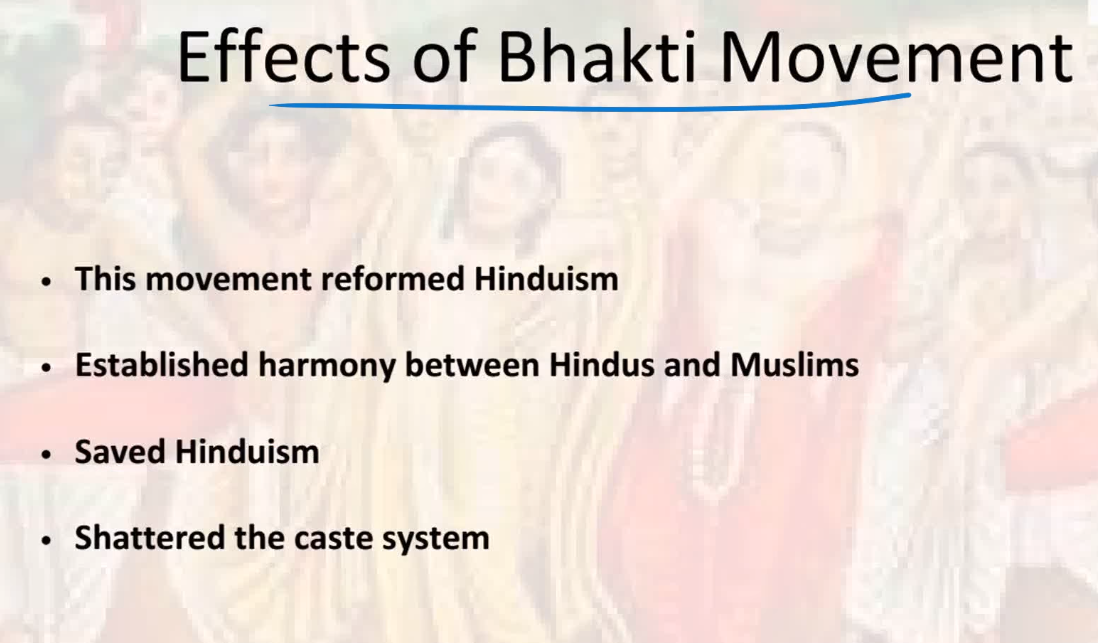 Effects of Bhakti Movement
• This movement reformed Hinduism
• Established harmony between Hindus and Muslims
• Saved Hinduism
• Shattered the caste system